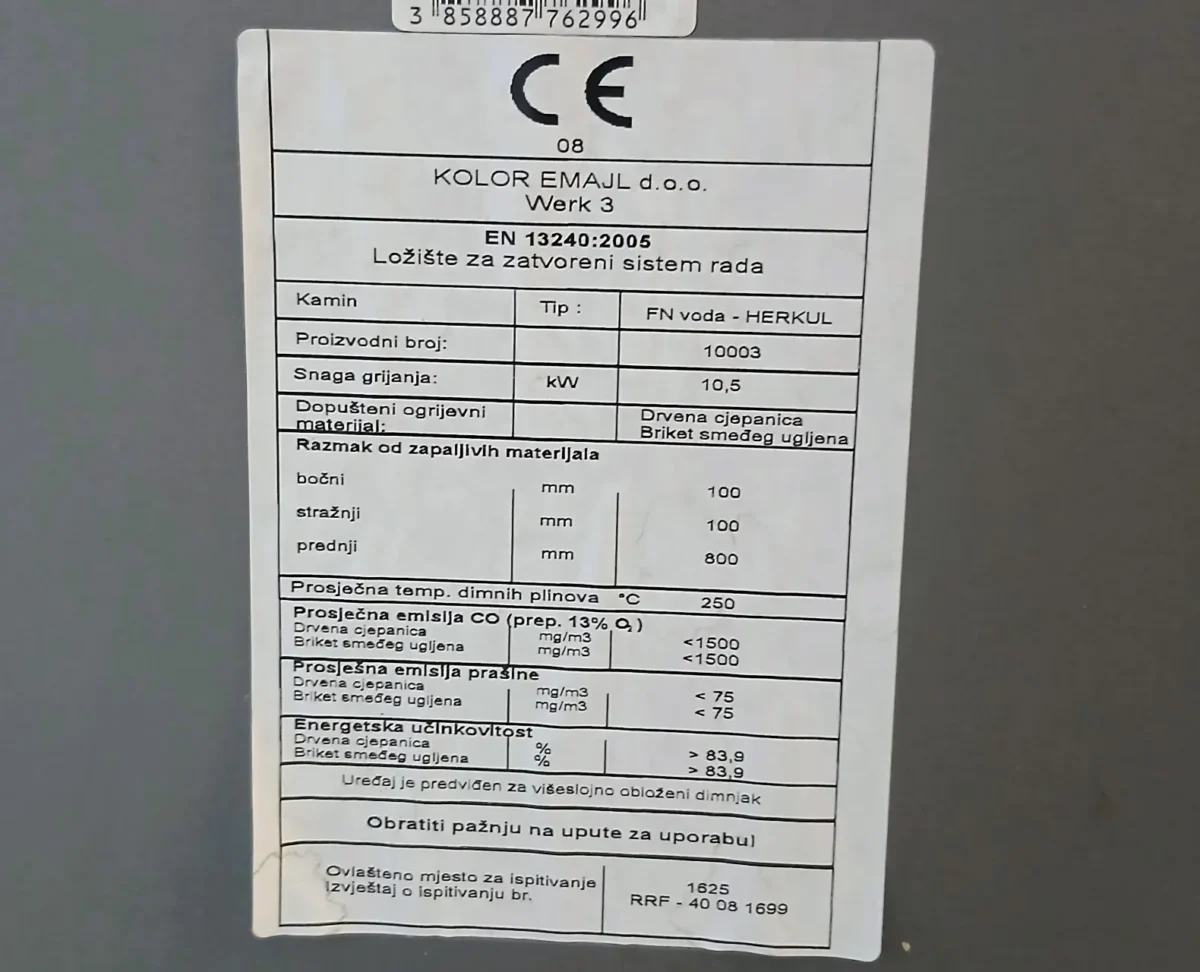 3 858887 762996
CE
08
KOLOR EMAJL d.o.o.
Werk 3
EN 13240:2005
Ložište za zatvoreni sistem rada
Kamin Tip : FN voda - HERKUL
Proizvodni broj: 10003
Snaga grijanja: kW 10,5
Dopušteni ogrijevni materijal: Drvena cjepanica
Briket smeđeg ugljena
Razmak od zapaljivih materijala
bočni mm 100
stražnji mm 100
prednji mm 800
Prosječna temp. dimnih plinova °C 250
Prosječna emisija CO (prep. 13% O₂)
Drvena cjepanica mg/m3 <1500
Briket smeđeg ugljena mg/m3 <1500
Prosješna emisija prašine
Drvena cjepanica mg/m3 < 75
Briket smeđeg ugljena mg/m3 < 75
Energetska učinkovitost
Drvena cjepanica % > 83,9
Briket smeđeg ugljena % > 83,9
Uređaj je predviđen za višeslojno obloženi dimnjak
Obratiti pažnju na upute za uporabu!
Ovlašteno mjesto za ispitivanje 1625
Izvještaj o ispitivanju br. RRF - 40 08 1699